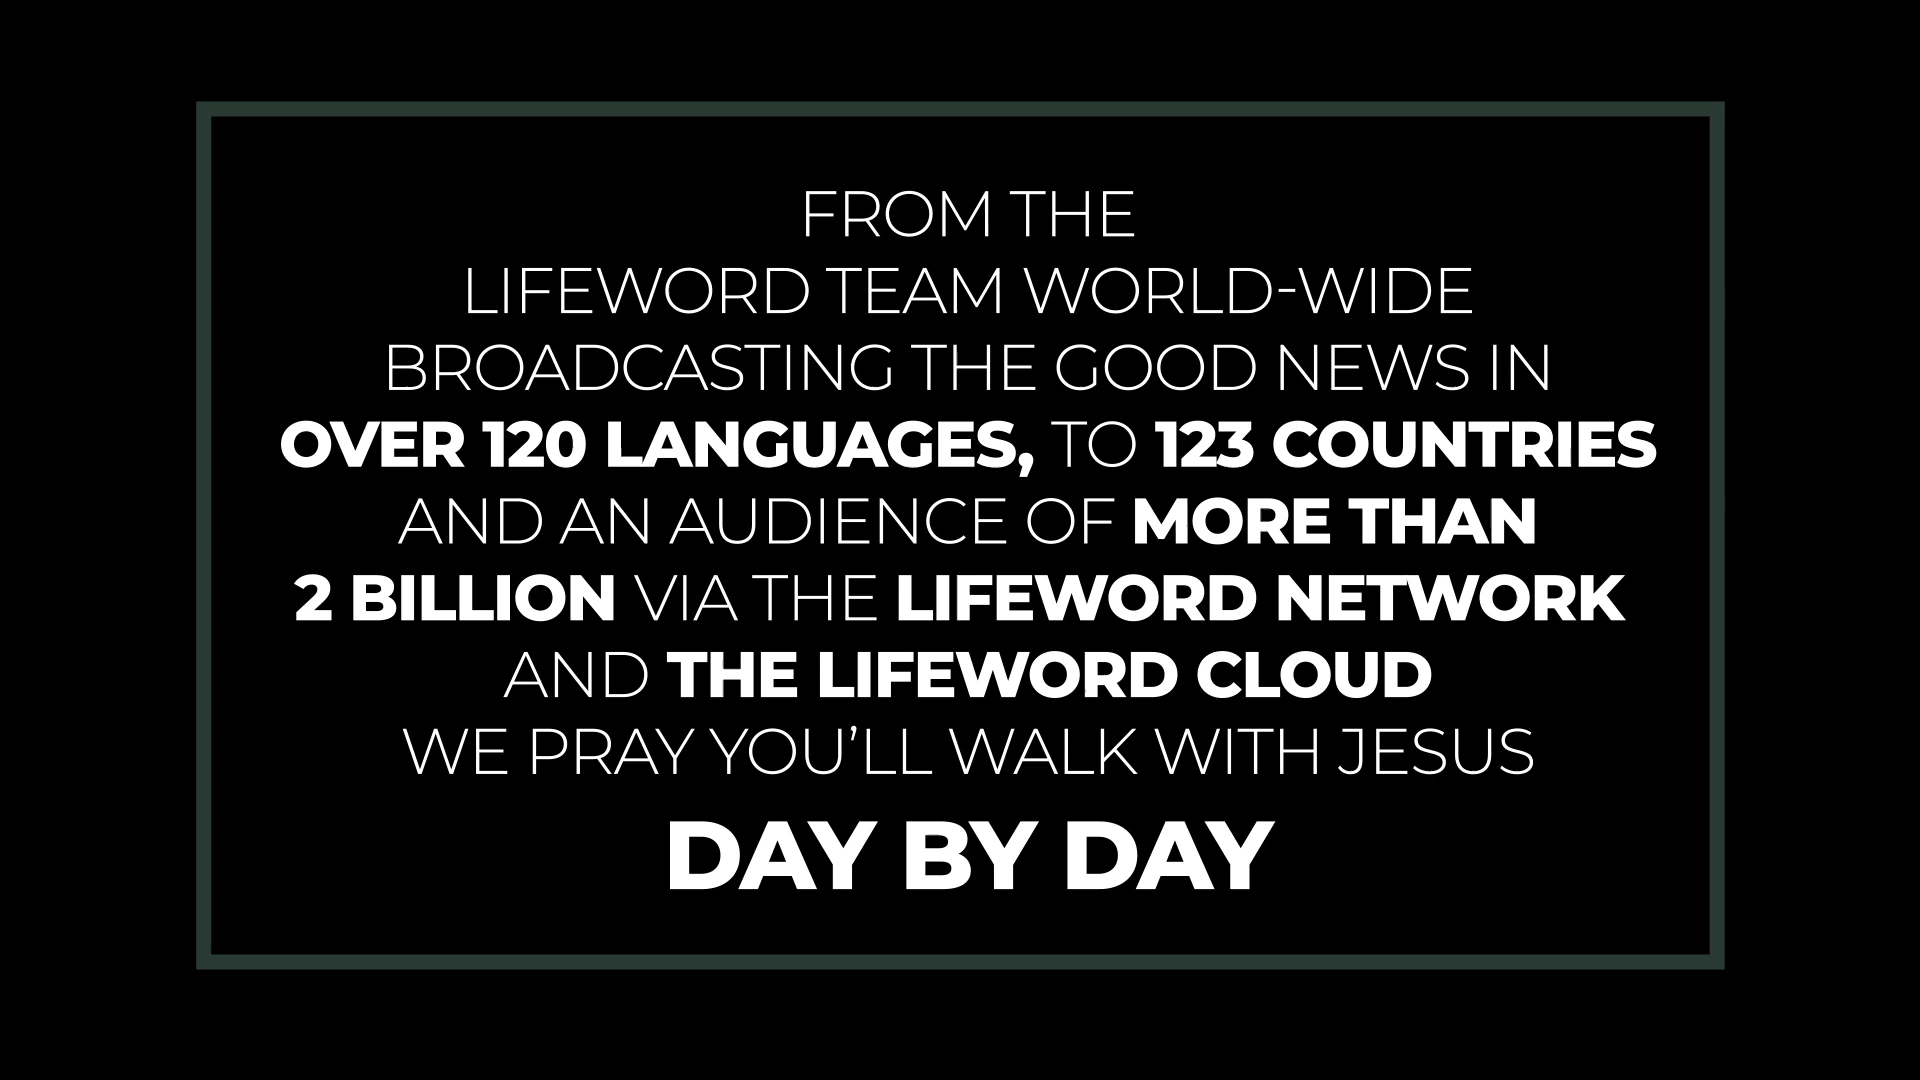 FROM THE
LIFEWORD TEAM WORLD-WIDE
BROADCASTING THE GOOD NEWS IN
OVER 120 LANGUAGES, TO 123 COUNTRIES
AND AN AUDIENCE OF MORE THAN
2 BILLION VIA THE LIFEWORD NETWORK
AND THE LIFEWORD CLOUD
WE PRAY YOU’LL WALK WITH JESUS
DAY BY DAY